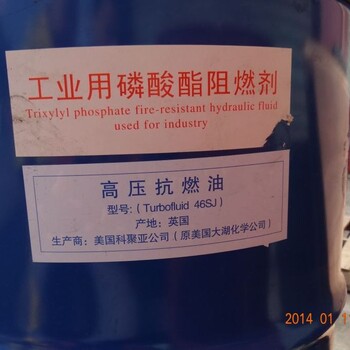 工业用磷酸酯阻燃剂
Trixylyl phosphate fire-resistant hydraulic fluid
used for industry
高压抗燃油
型号:（Turbofluid 46SJ）
产地：英国
生产商：美国科聚亚公司（原美国大湖化学公司）
2014 01 1